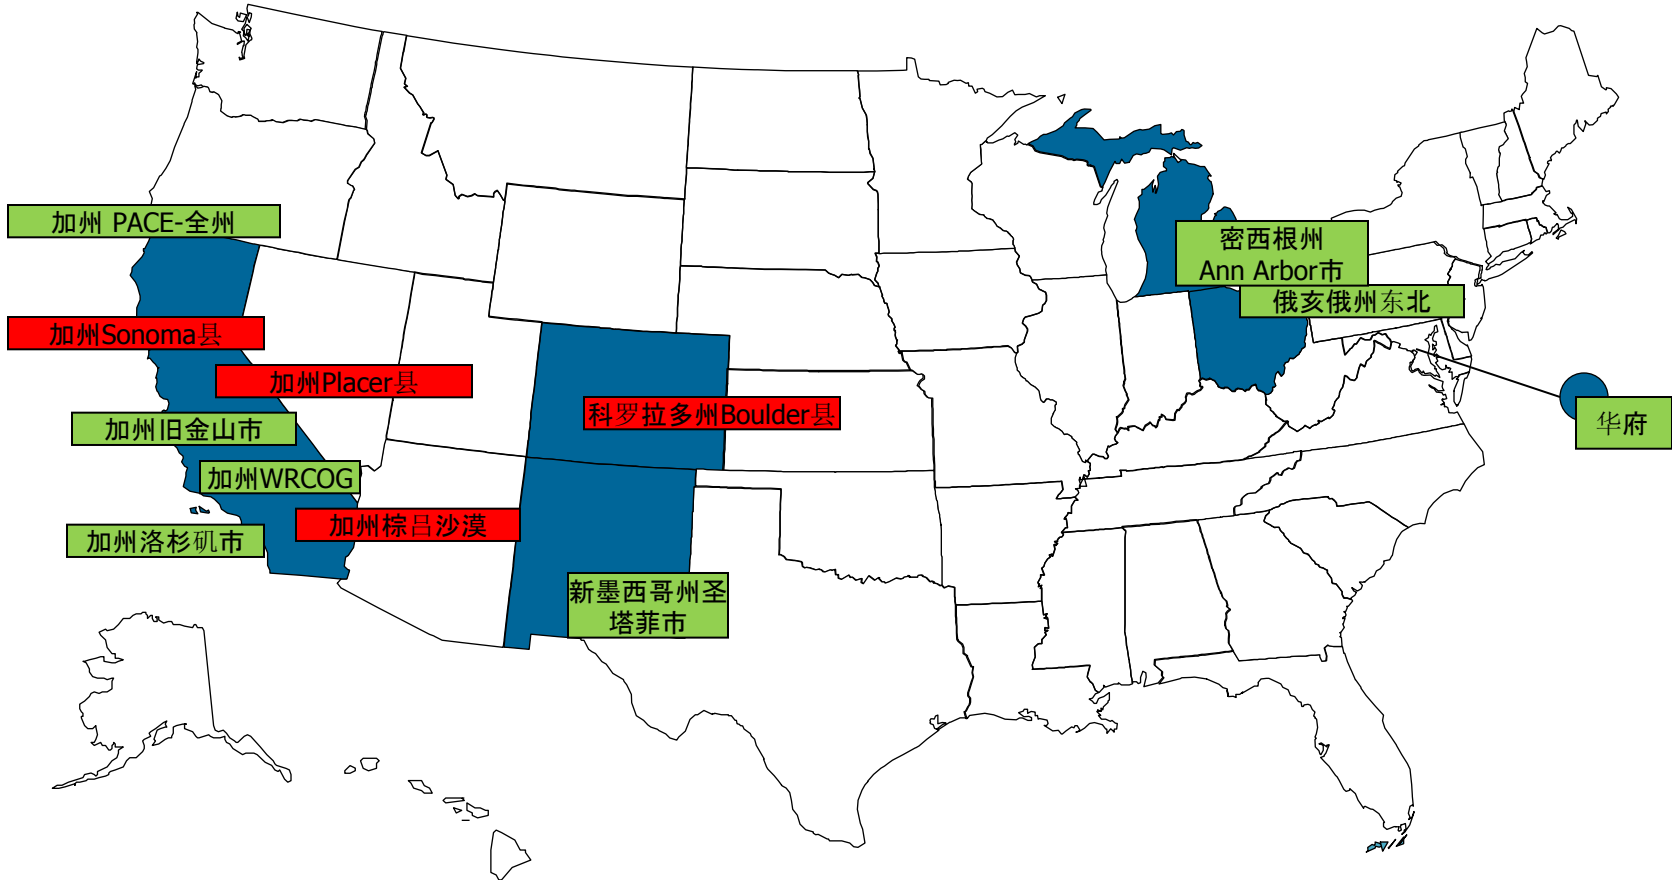 加州 PACE-全州
密西根州
Ann Arbor市
俄亥俄州东北
加州Sonoma县
加州Placer县
科罗拉多州Boulder县
华府
加州旧金山市
加州WRCOG
加州棕吕沙漠
加州洛杉矶市
新墨西哥州圣
塔菲市